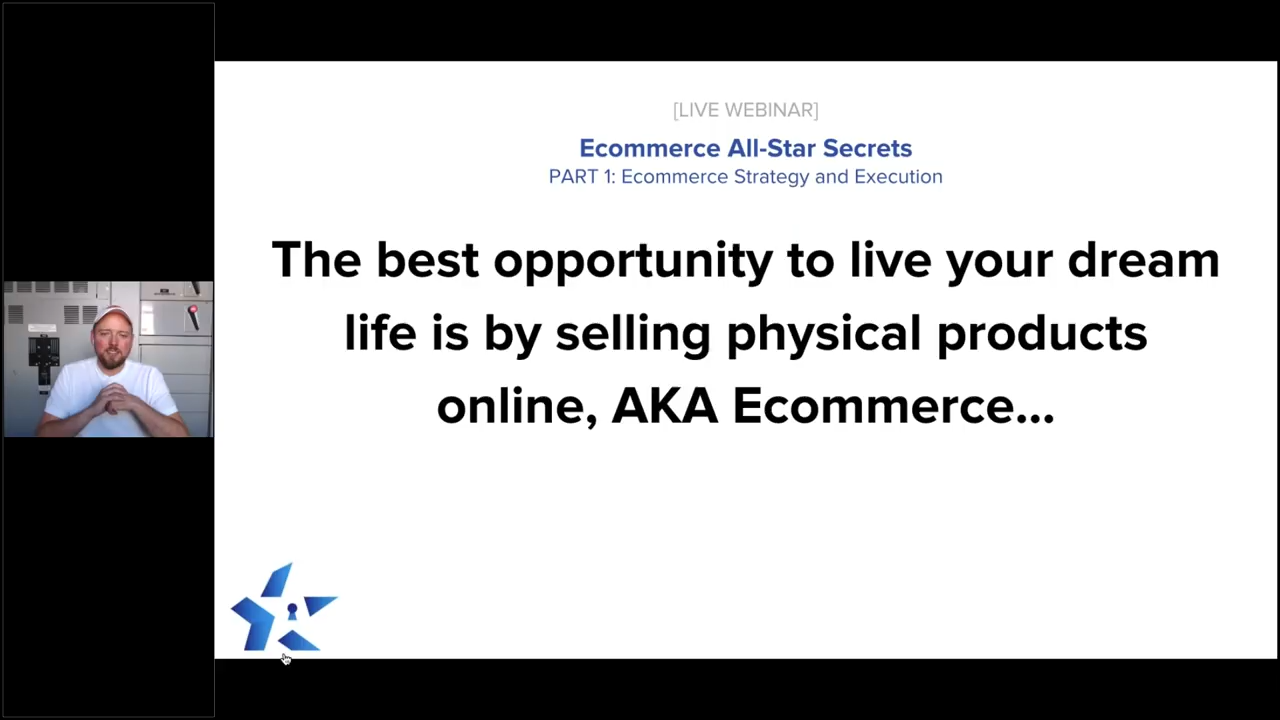 [LIVE WEBINAR]
Ecommerce All-Star Secrets
PART 1: Ecommerce Strategy and Execution
The best opportunity to live your dream
life is by selling physical products
online, AKA Ecommerce...